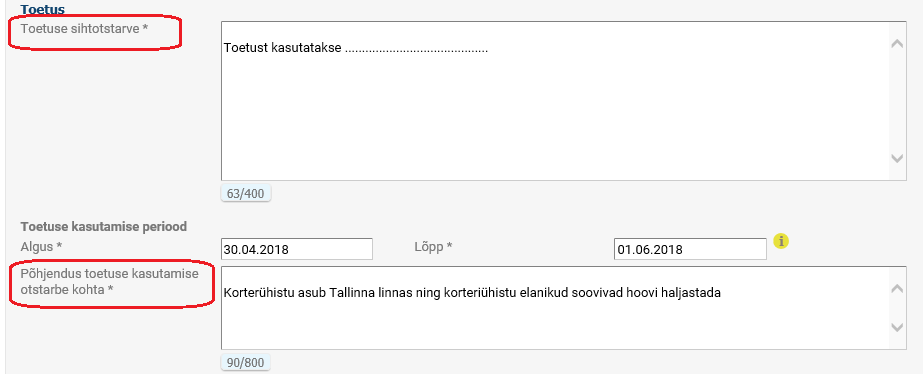 Toetus
Toetuse sihtotstarve *
Toetust kasutatakse ..........................................
63/400
Toetuse kasutamise periood
Algus *
30.04.2018
Lõpp *
01.06.2018
i
Põhjendus toetuse kasutamise
otstarbe kohta *
Korterühistu asub Tallinna linnas ning korteriühistu elanikud soovivad hoovi haljastada
90/800